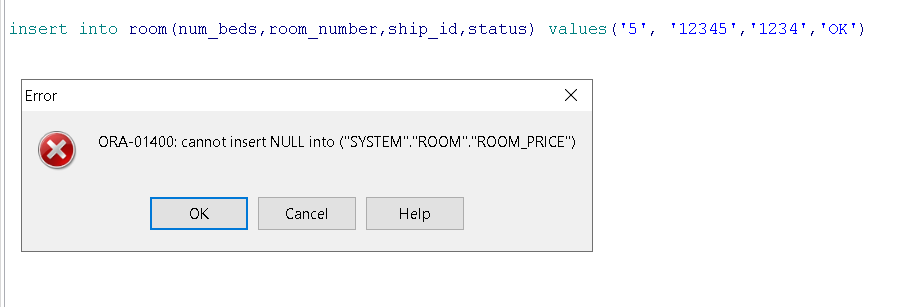 insert into room(num_beds,room_number,ship_id,status) values('5', '12345','1234','OK')
Error
ORA-01400: cannot insert NULL into ("SYSTEM"."ROOM"."ROOM_PRICE")
OK Cancel Help